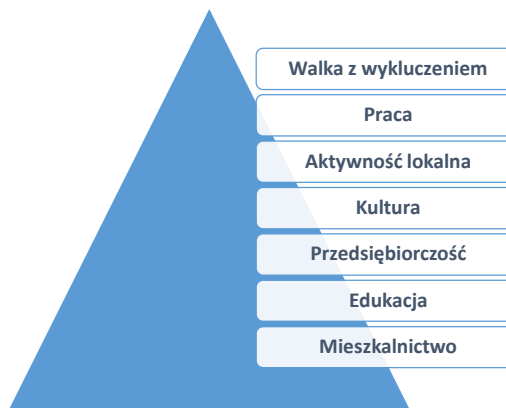 Walka z wykluczeniem
Praca
Aktywność lokalna
Kultura
Przedsiębiorczość
Edukacja
Mieszkalnictwo